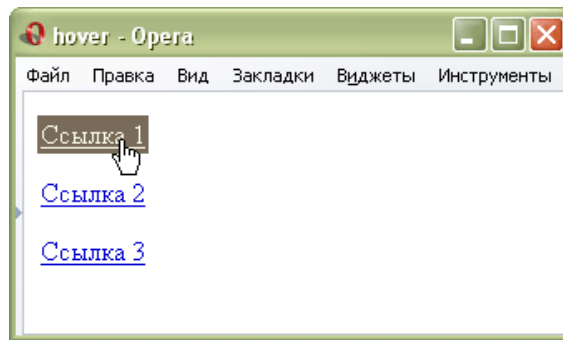 hover - Opera
Файл Правка Вид Закладки Виджеты Инструменты
Ссылка 1
Ссылка 2
Ссылка 3